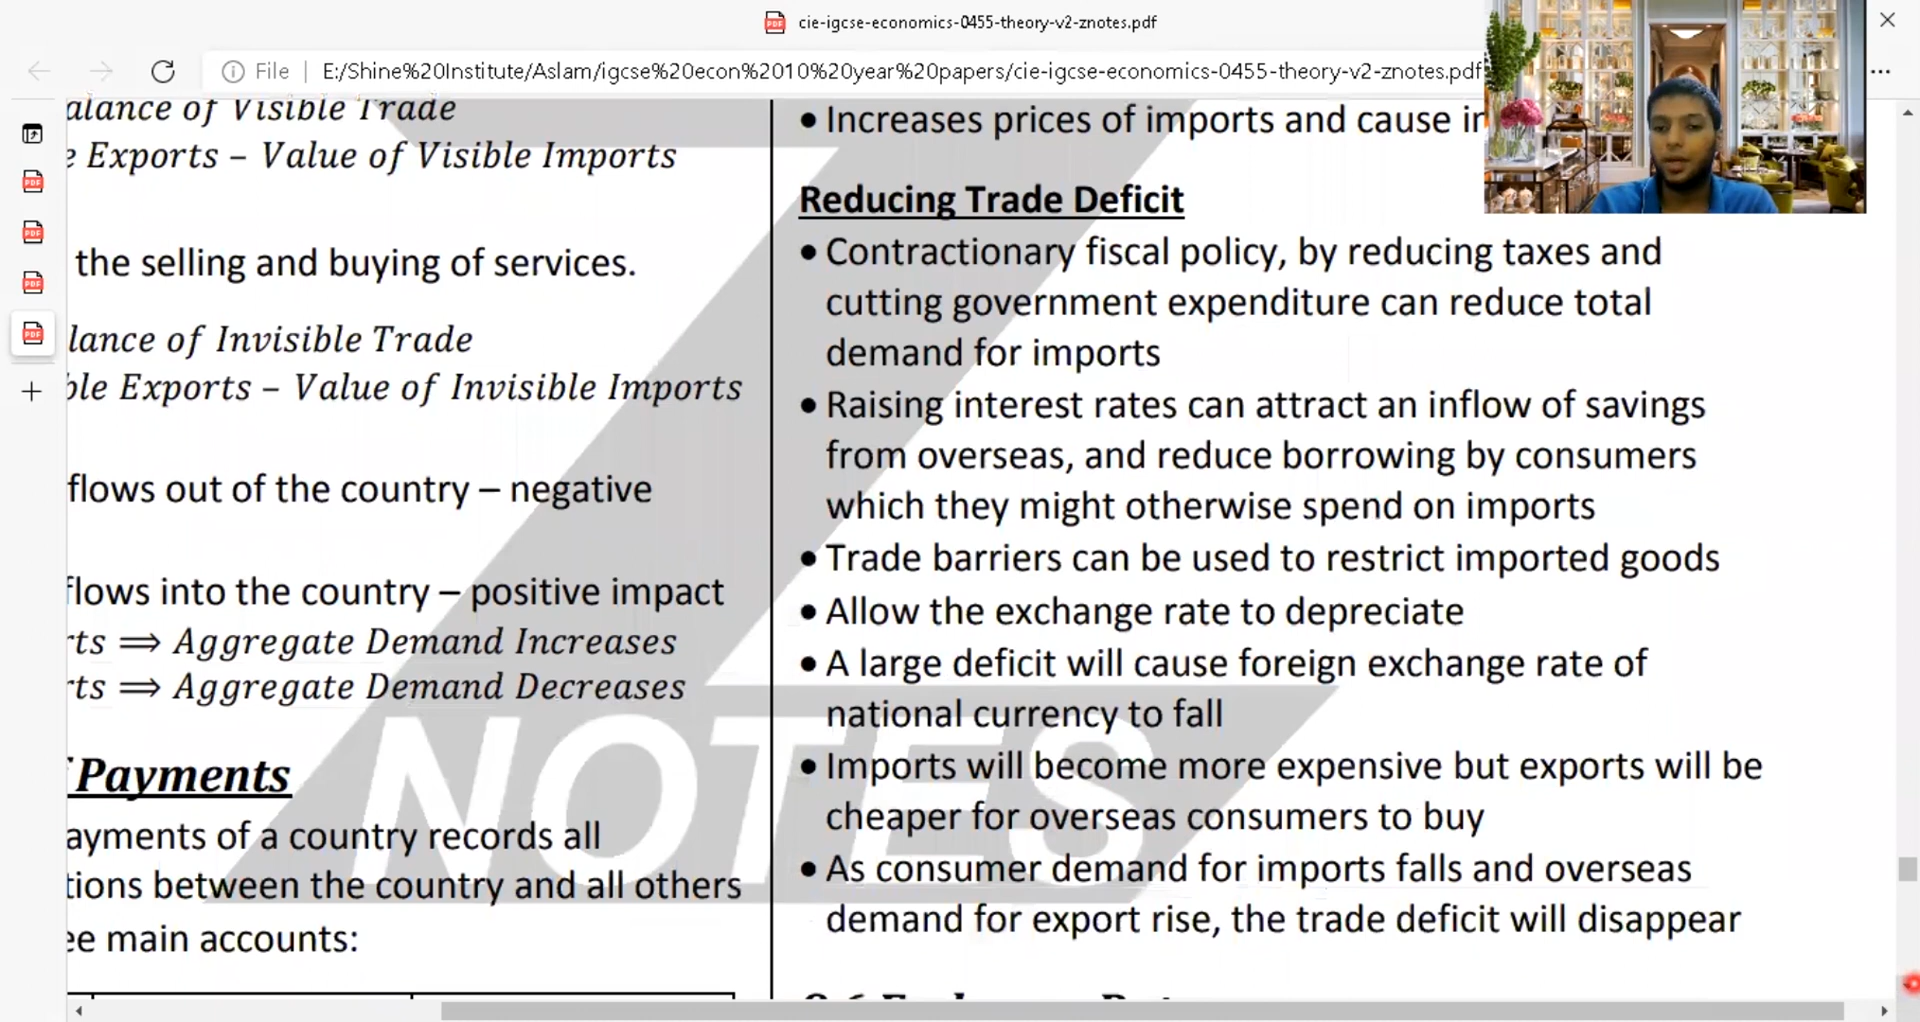 cie-igcse-economics-0455-theory-v2-znotes.pdf
File
E:/Shine%20Institute/Aslam/igcse%20econ%2010%20year%20papers/cie-igcse-economics-0455-theory-v2-znotes.pdf
alance of Visible Trade
e Exports – Value of Visible Imports
the selling and buying of services.
lance of Invisible Trade
ble Exports – Value of Invisible Imports
flows out of the country – negative
flows into the country – positive impact
rts ⟹ Aggregate Demand Increases
rts ⟹ Aggregate Demand Decreases
f Payments
ayments of a country records all
tions between the country and all others
ee main accounts:
• Increases prices of imports and cause in
Reducing Trade Deficit
• Contractionary fiscal policy, by reducing taxes and
cutting government expenditure can reduce total
demand for imports
• Raising interest rates can attract an inflow of savings
from overseas, and reduce borrowing by consumers
which they might otherwise spend on imports
• Trade barriers can be used to restrict imported goods
• Allow the exchange rate to depreciate
• A large deficit will cause foreign exchange rate of
national currency to fall
• Imports will become more expensive but exports will be
cheaper for overseas consumers to buy
• As consumer demand for imports falls and overseas
demand for export rise, the trade deficit will disappear
NOTES